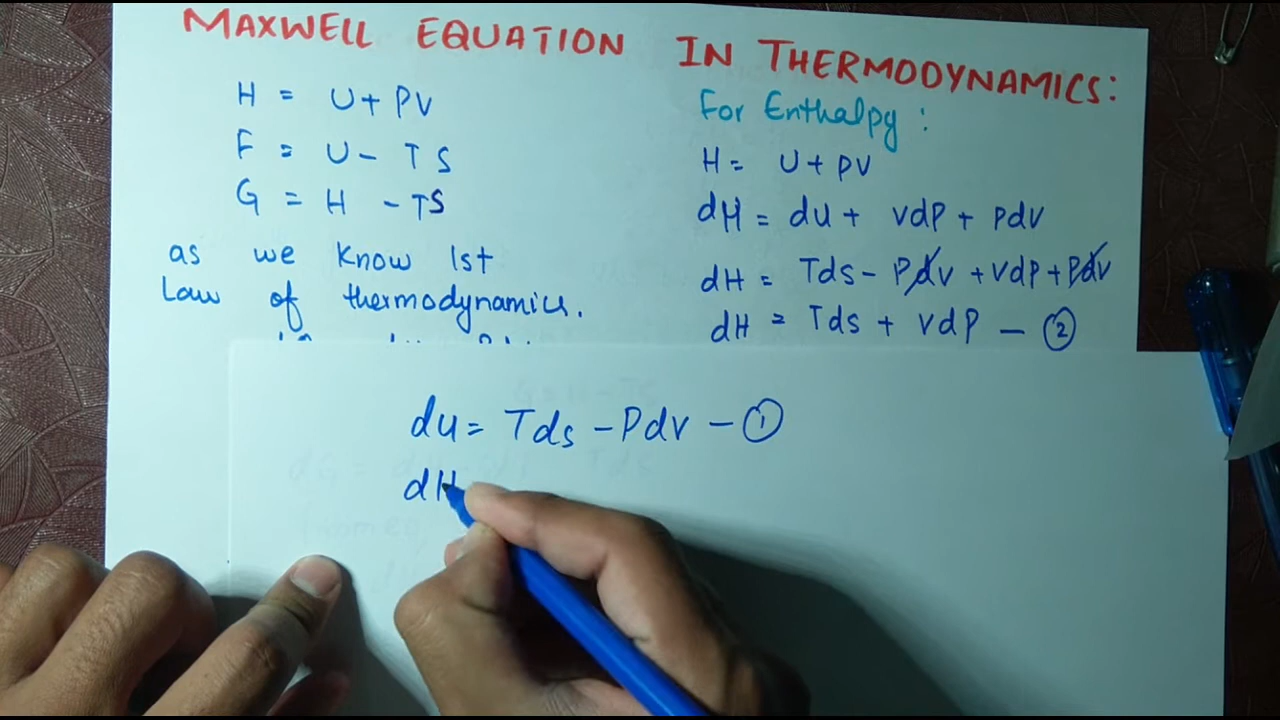 MAXWELL EQUATION IN THERMODYNAMICS:
H = U + PV
F = U - TS
G = H - TS
as we know 1st
Law of thermodynamics.
For Enthalpy:
H = U + PV
dH = dU + VdP + PdV
dH = Tds - Pdv + VdP + Pdv
dH = Tds + VdP - ②
du = Tds - Pdv - ①
dH